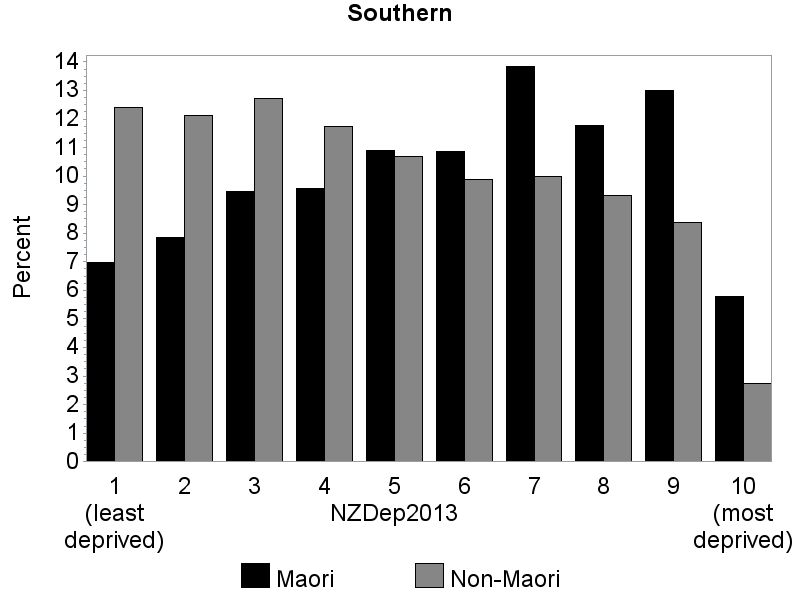 Southern
Percent
14
13
12
11
10
9
8
7
6
5
4
3
2
1
0
1 2 3 4 5 6 7 8 9 10
(least NZDep2013 (most
deprived) deprived)
Maori Non-Maori